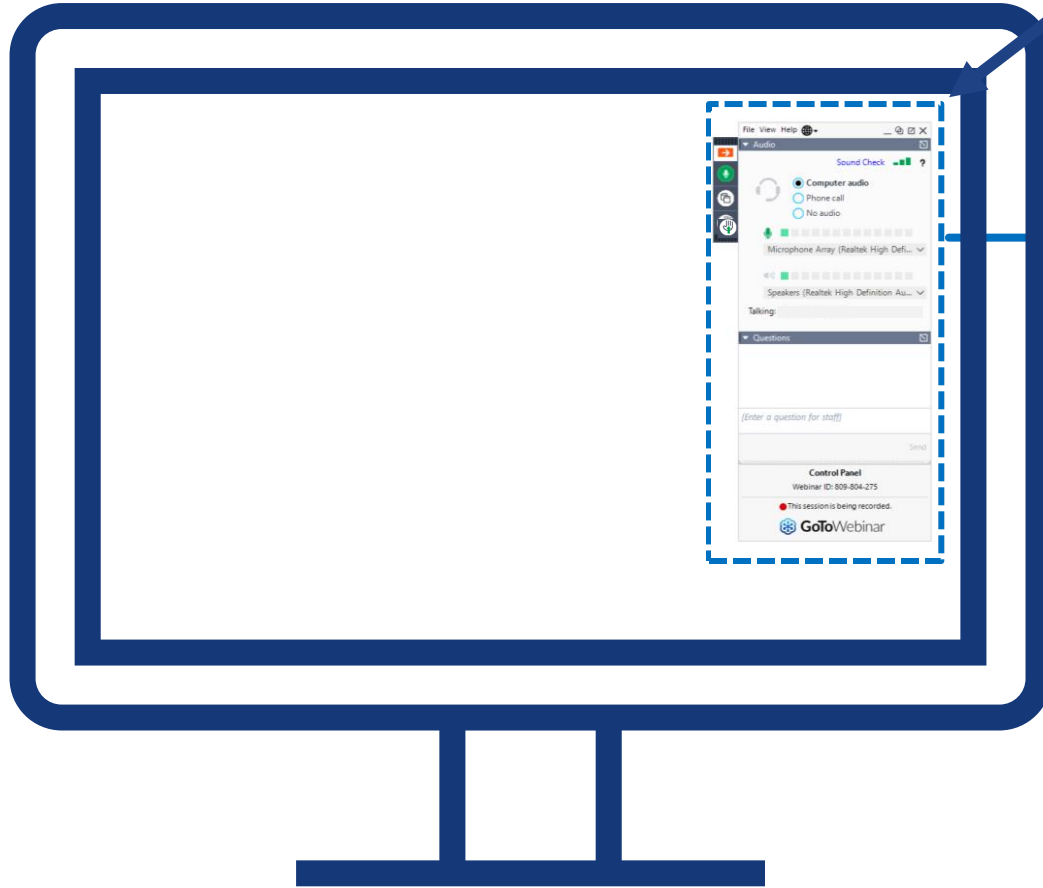 File View Help
Audio
Sound Check ?
Computer audio
Phone call
No audio
Microphone Array (Realtek High Defi...
Speakers (Realtek High Definition Au...
Talking:
Questions
[Enter a question for staff]
Send
Control Panel
Webinar ID: 809-804-275
This session is being recorded.
GoToWebinar